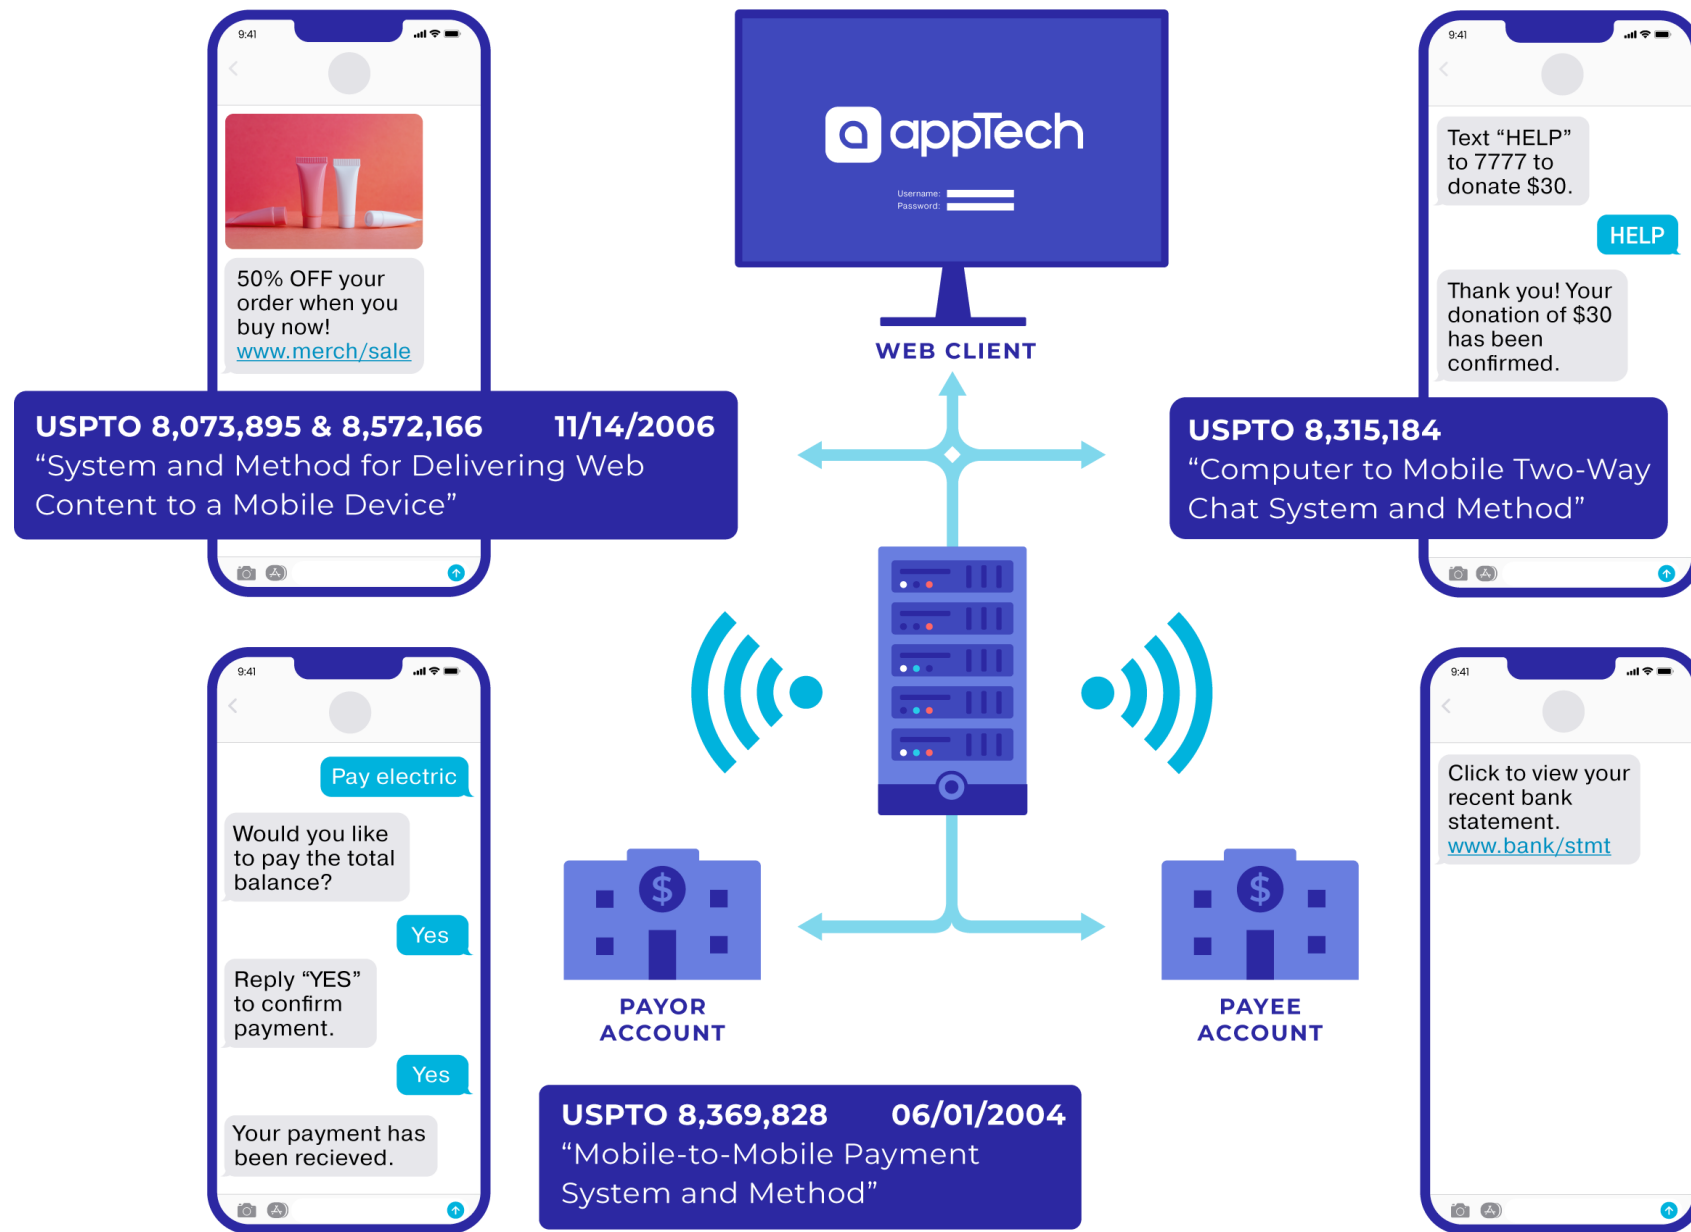 9:41
50% OFF your
order when you
buy now!
www.merch/sale
USPTO 8,073,895 & 8,572,166 11/14/2006
“System and Method for Delivering Web
Content to a Mobile Device”
a appTech
Username:
Password:
WEB CLIENT
9:41
Text “HELP”
to 7777 to
donate $30.
HELP
Thank you! Your
donation of $30
has been
confirmed.
USPTO 8,315,184
“Computer to Mobile Two-Way
Chat System and Method”
9:41
Pay electric
Would you like
to pay the total
balance?
Yes
Reply “YES”
to confirm
payment.
Yes
Your payment has
been recieved.
$
PAYOR
ACCOUNT
$
PAYEE
ACCOUNT
USPTO 8,369,828 06/01/2004
“Mobile-to-Mobile Payment
System and Method”
9:41
Click to view your
recent bank
statement.
www.bank/stmt